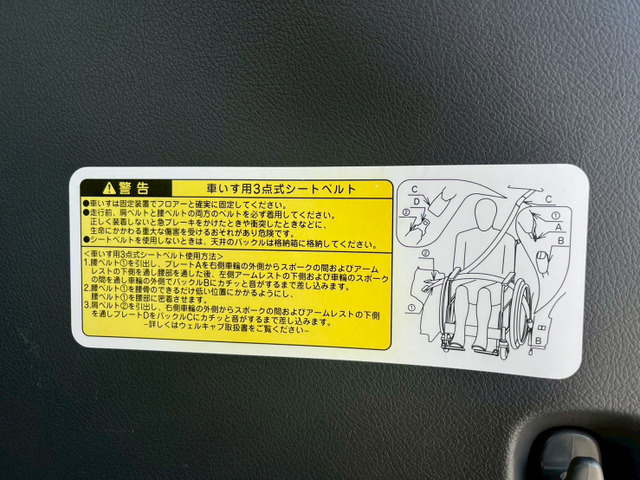 警告
車いす用3点式シートベルト
●車いすは固定装置でフロアーと確実に固定してください。
●走行前、肩ベルトと腰ベルトの両方のベルトを必ず着用してください。
正しく装着しないと急ブレーキをかけたときや衝突したときなどに、
生命にかかわる重大な傷害を受けるおそれがあり危険です。
●シートベルトを使用しないときは、天井のバックルは格納箱に格納してください。
<車いす用3点式シートベルト使用方法>
1.腰ベルト①を引出し、プレートAを右側車輪の外側からスポークの間およびアーム
レストの下側を通し腰部を通した後、左側アームレストの下側および車輪のスポーク
の間を通し車輪の外側でバックルBにカチッと音がするまで差し込みます。
2.腰ベルト①を腰骨のできるだけ低い位置にかかるようにし、
腰ベルト①を腰部に密着させます。
3.肩ベルト②を引出し、右側車輪の外側からスポークの間およびアームレストの下側
を通しプレートDをバックルCにカチッと音がするまで差し込みます。
-詳しくはウェルキャブ取扱書をご覧ください-
C
D
②
C
①
A
B
②
①
B